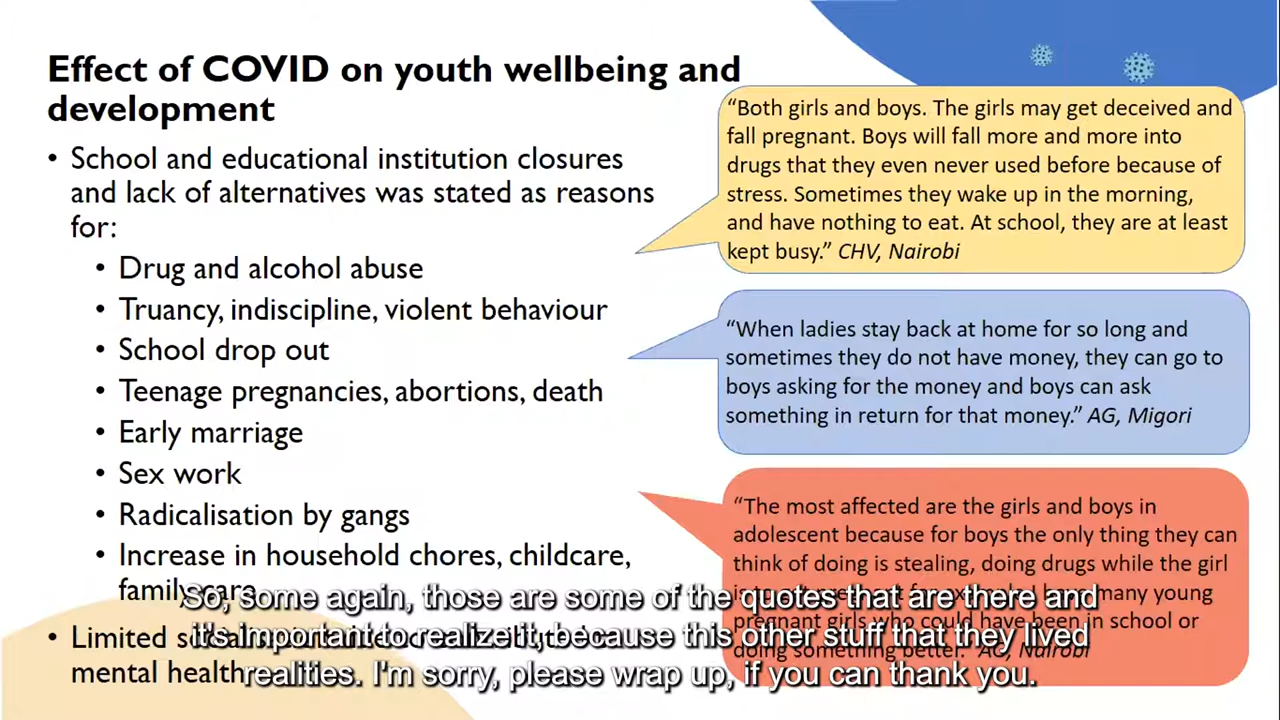 Effect of COVID on youth wellbeing and
development
• School and educational institution closures
and lack of alternatives was stated as reasons
for:
• Drug and alcohol abuse
• Truancy, indiscipline, violent behaviour
• School drop out
• Teenage pregnancies, abortions, death
• Early marriage
• Sex work
• Radicalisation by gangs
• Increase in household chores, childcare,
family care
• Limited
mental health
“Both girls and boys. The girls may get deceived and
fall pregnant. Boys will fall more and more into
drugs that they even never used before because of
stress. Sometimes they wake up in the morning,
and have nothing to eat. At school, they are at least
kept busy.” CHV, Nairobi
“When ladies stay back at home for so long and
sometimes they do not have money, they can go to
boys asking for the money and boys can ask
something in return for that money.” AG, Migori
“The most affected are the girls and boys in
adolescent because for boys the only thing they can
think of doing is stealing, doing drugs while the girl
many young
pregnant girls who could have been in school or
doing something better.” AG, Nairobi
So, some again, those are some of the quotes that are there and
it's important to realize it, because this other stuff that they lived
realities. I'm sorry, please wrap up, if you can thank you.